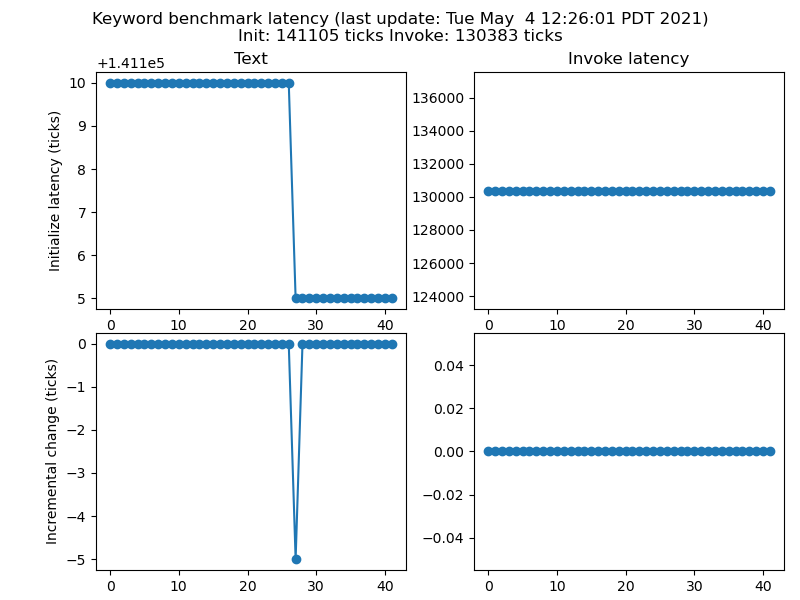 Keyword benchmark latency (last update: Tue May  4 12:26:01 PDT 2021)
Init: 141105 ticks Invoke: 130383 ticks
Text
+1.411e5
Initialize latency (ticks)
10
9
8
7
6
5
0 10 20 30 40
Invoke latency
136000
134000
132000
130000
128000
126000
124000
0 10 20 30 40
Incremental change (ticks)
0
−1
−2
−3
−4
−5
0 10 20 30 40
0.04
0.02
0.00
−0.02
−0.04
0 10 20 30 40